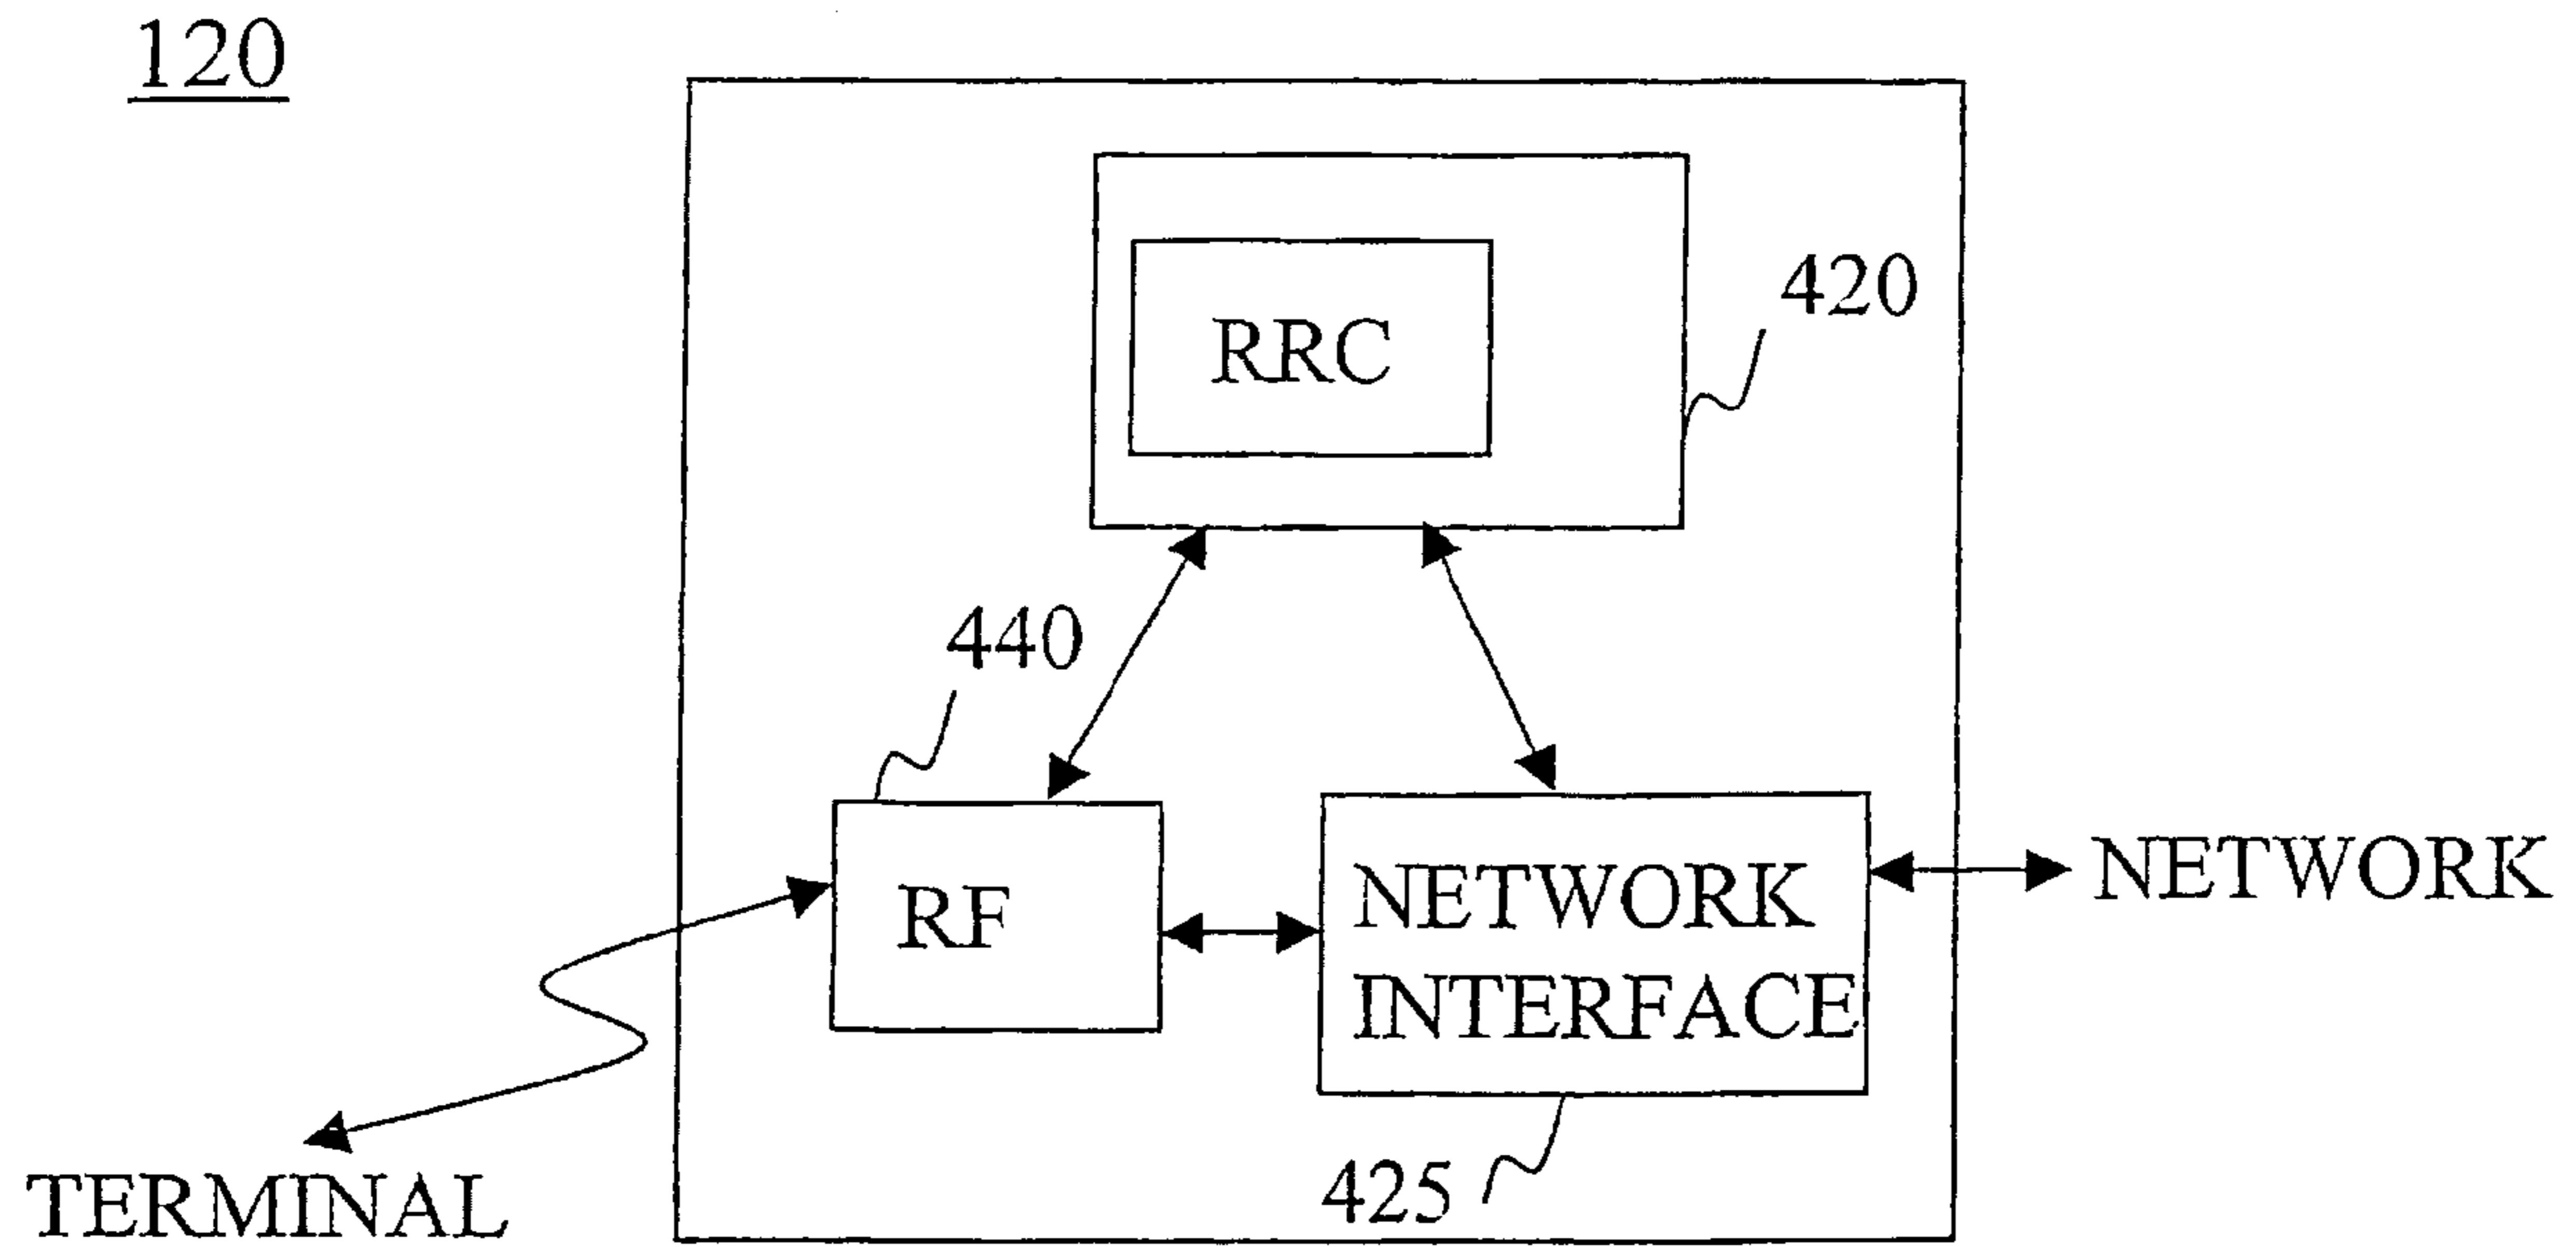 120
RRC
420
440
RF
NETWORK
INTERFACE
NETWORK
TERMINAL
425